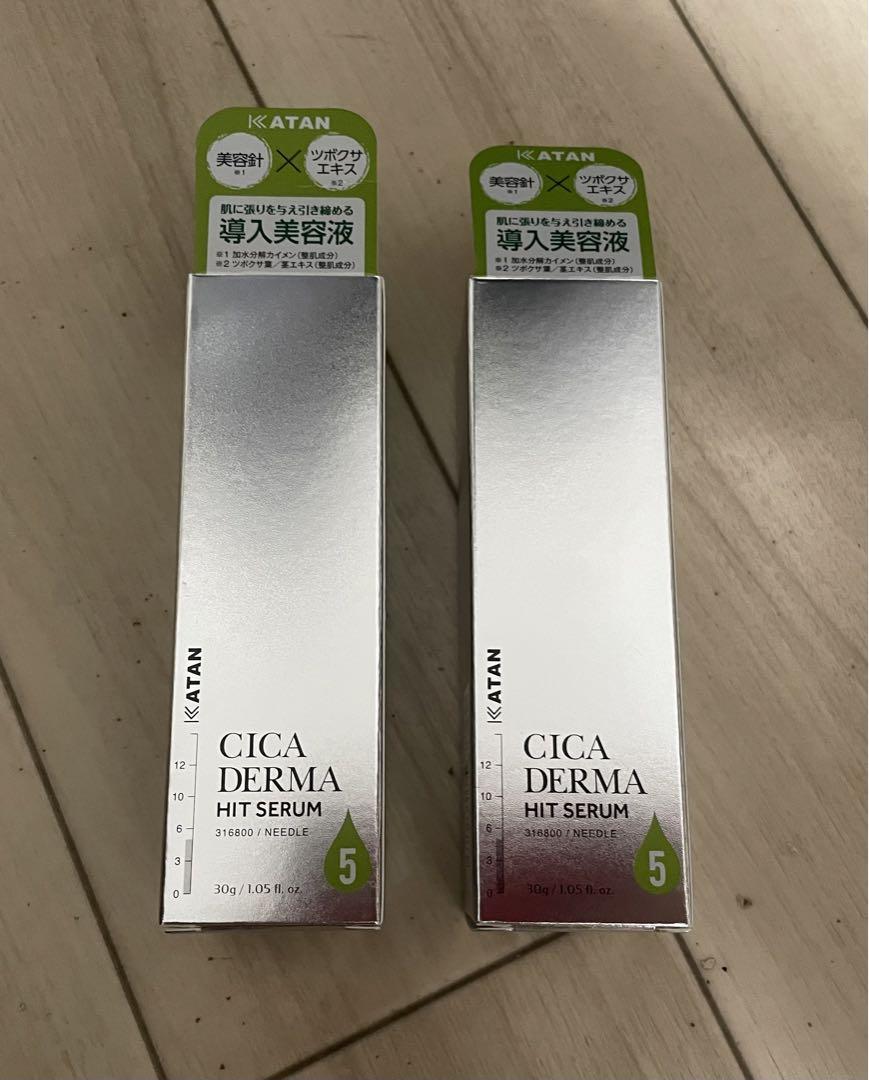 KATAN
美容針
※1
×
ツボクサ
エキス
※2
肌に張りを与え引き締める
導入美容液
※1 加水分解カイメン(整肌成分)
※2 ツボクサ葉/茎エキス(整肌成分)
KATAN
12
10
6
3
0
CICA
DERMA
HIT SERUM
316800 / NEEDLE
5
30g / 1.05 fl. oz.
KATAN
美容針
※1
×
ツボクサ
エキス
※2
肌に張りを与え引き締める
導入美容液
※1 加水分解カイメン(整肌成分)
※2 ツボクサ葉/茎エキス(整肌成分)
KATAN
12
10
6
3
0
CICA
DERMA
HIT SERUM
316800 / NEEDLE
5
30g / 1.05 fl. oz.